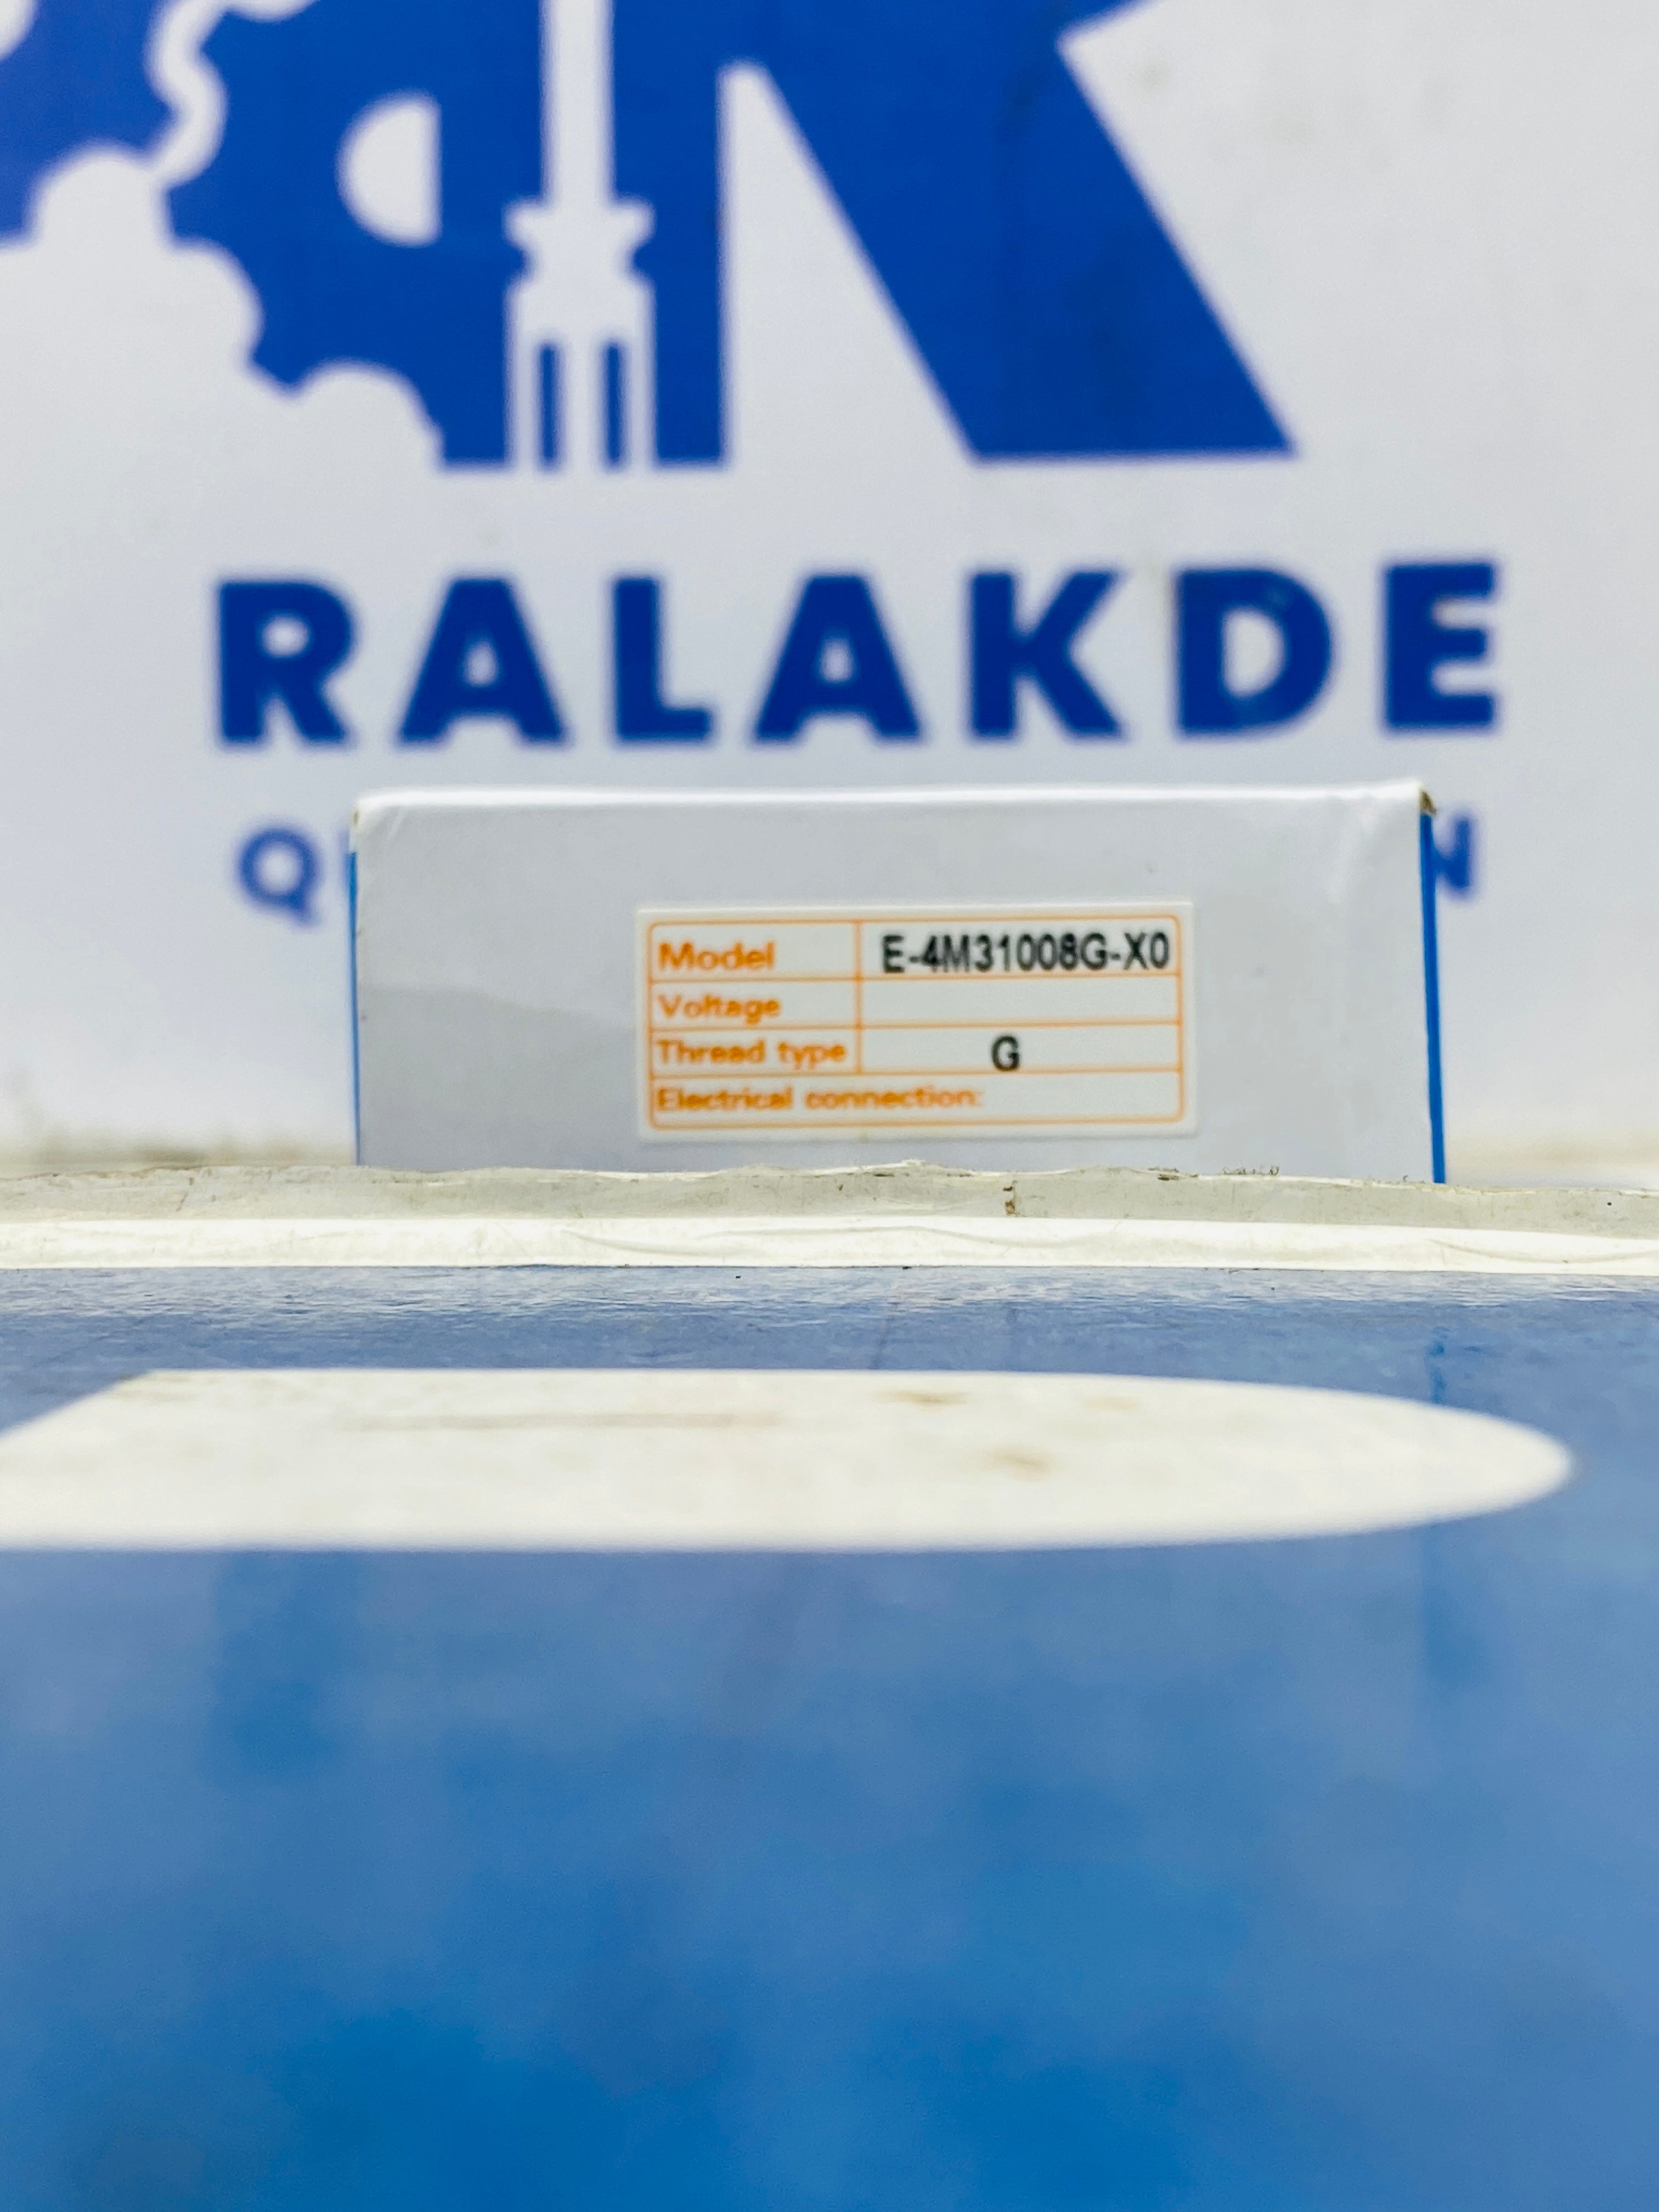 RALAKDE
Model E-4M31008G-X0
Voltage
Thread type G
Electrical connection: